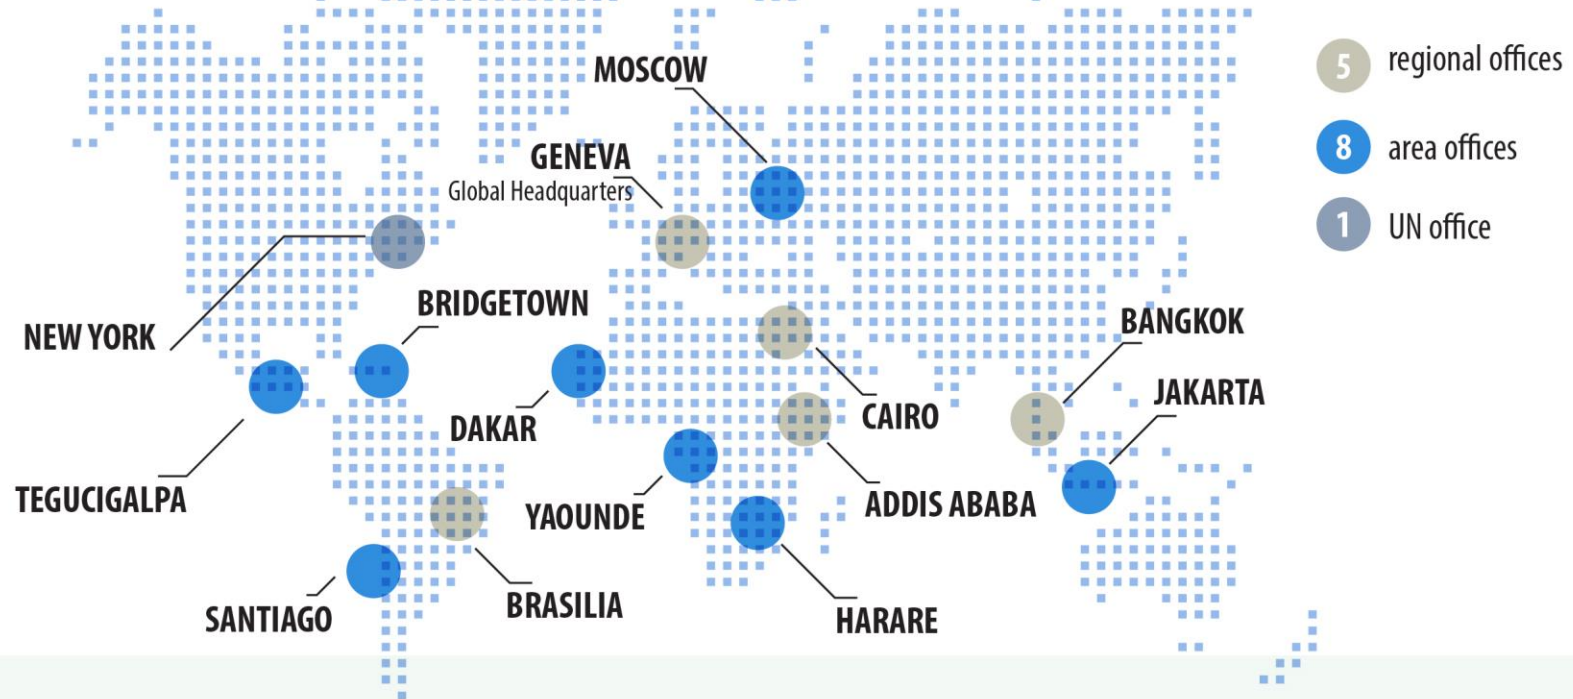 MOSCOW
5 regional offices
8 area offices
1 UN office
GENEVA
Global Headquarters
NEW YORK
BRIDGETOWN
BANGKOK
JAKARTA
DAKAR
CAIRO
TEGUCIGALPA
YAOUNDE
ADDIS ABABA
SANTIAGO
BRASILIA
HARARE